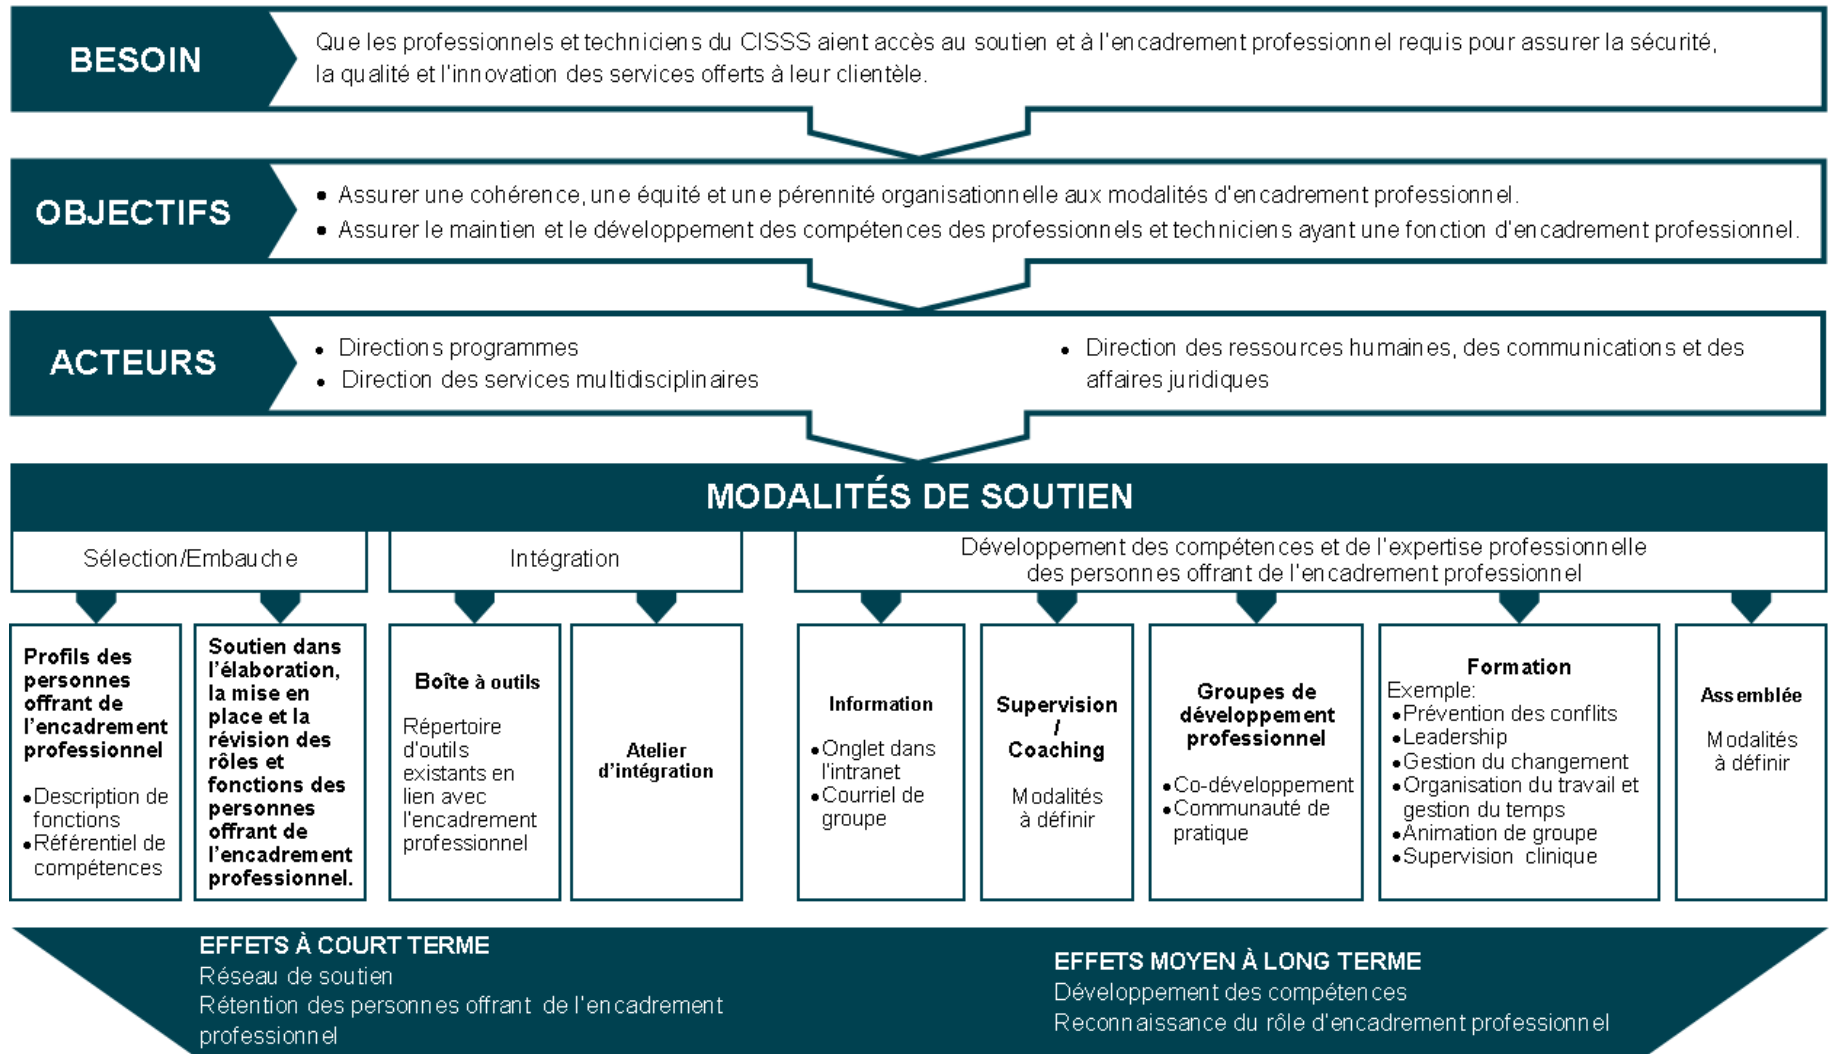 BESOIN
Que les professionnels et techniciens du CISSS aient accès au soutien et à l'encadrement professionnel requis pour assurer la sécurité,
la qualité et l'innovation des services offerts à leur clientèle.
OBJECTIFS
• Assurer une cohérence, une équité et une pérennité organisationnelle aux modalités d'encadrement professionnel.
• Assurer le maintien et le développement des compétences des professionnels et techniciens ayant une fonction d'encadrement professionnel.
ACTEURS
• Directions programmes
• Direction des services multidisciplinaires
• Direction des ressources humaines, des communications et des
affaires juridiques
MODALITÉS DE SOUTIEN
Sélection/Embauche
Intégration
Développement des compétences et de l'expertise professionnelle
des personnes offrant de l'encadrement professionnel
Profils des
personnes
offrant de
l'encadrement
professionnel
• Description de
fonctions
• Référentiel de
compétences
Soutien dans
l'élaboration,
la mise en
place et la
révision des
rôles et
fonctions des
personnes
offrant de
l'encadrement
professionnel.
Boîte à outils
Répertoire
d'outils
existants en
lien avec
l'encadrement
professionnel
Atelier
d'intégration
Information
• Onglet dans
l'intranet
• Courriel de
groupe
Supervision
/
Coaching
Modalités
à définir
Groupes de
développement
professionnel
• Co-développement
• Communauté de
pratique
Formation
Exemple:
• Prévention des conflits
• Leadership
• Gestion du changement
• Organisation du travail et
gestion du temps
• Animation de groupe
• Supervision clinique
Assemblée
Modalités
à définir
EFFETS À COURT TERME
Réseau de soutien
Rétention des personnes offrant de l'encadrement
professionnel
EFFETS MOYEN À LONG TERME
Développement des compétences
Reconnaissance du rôle d'encadrement professionnel